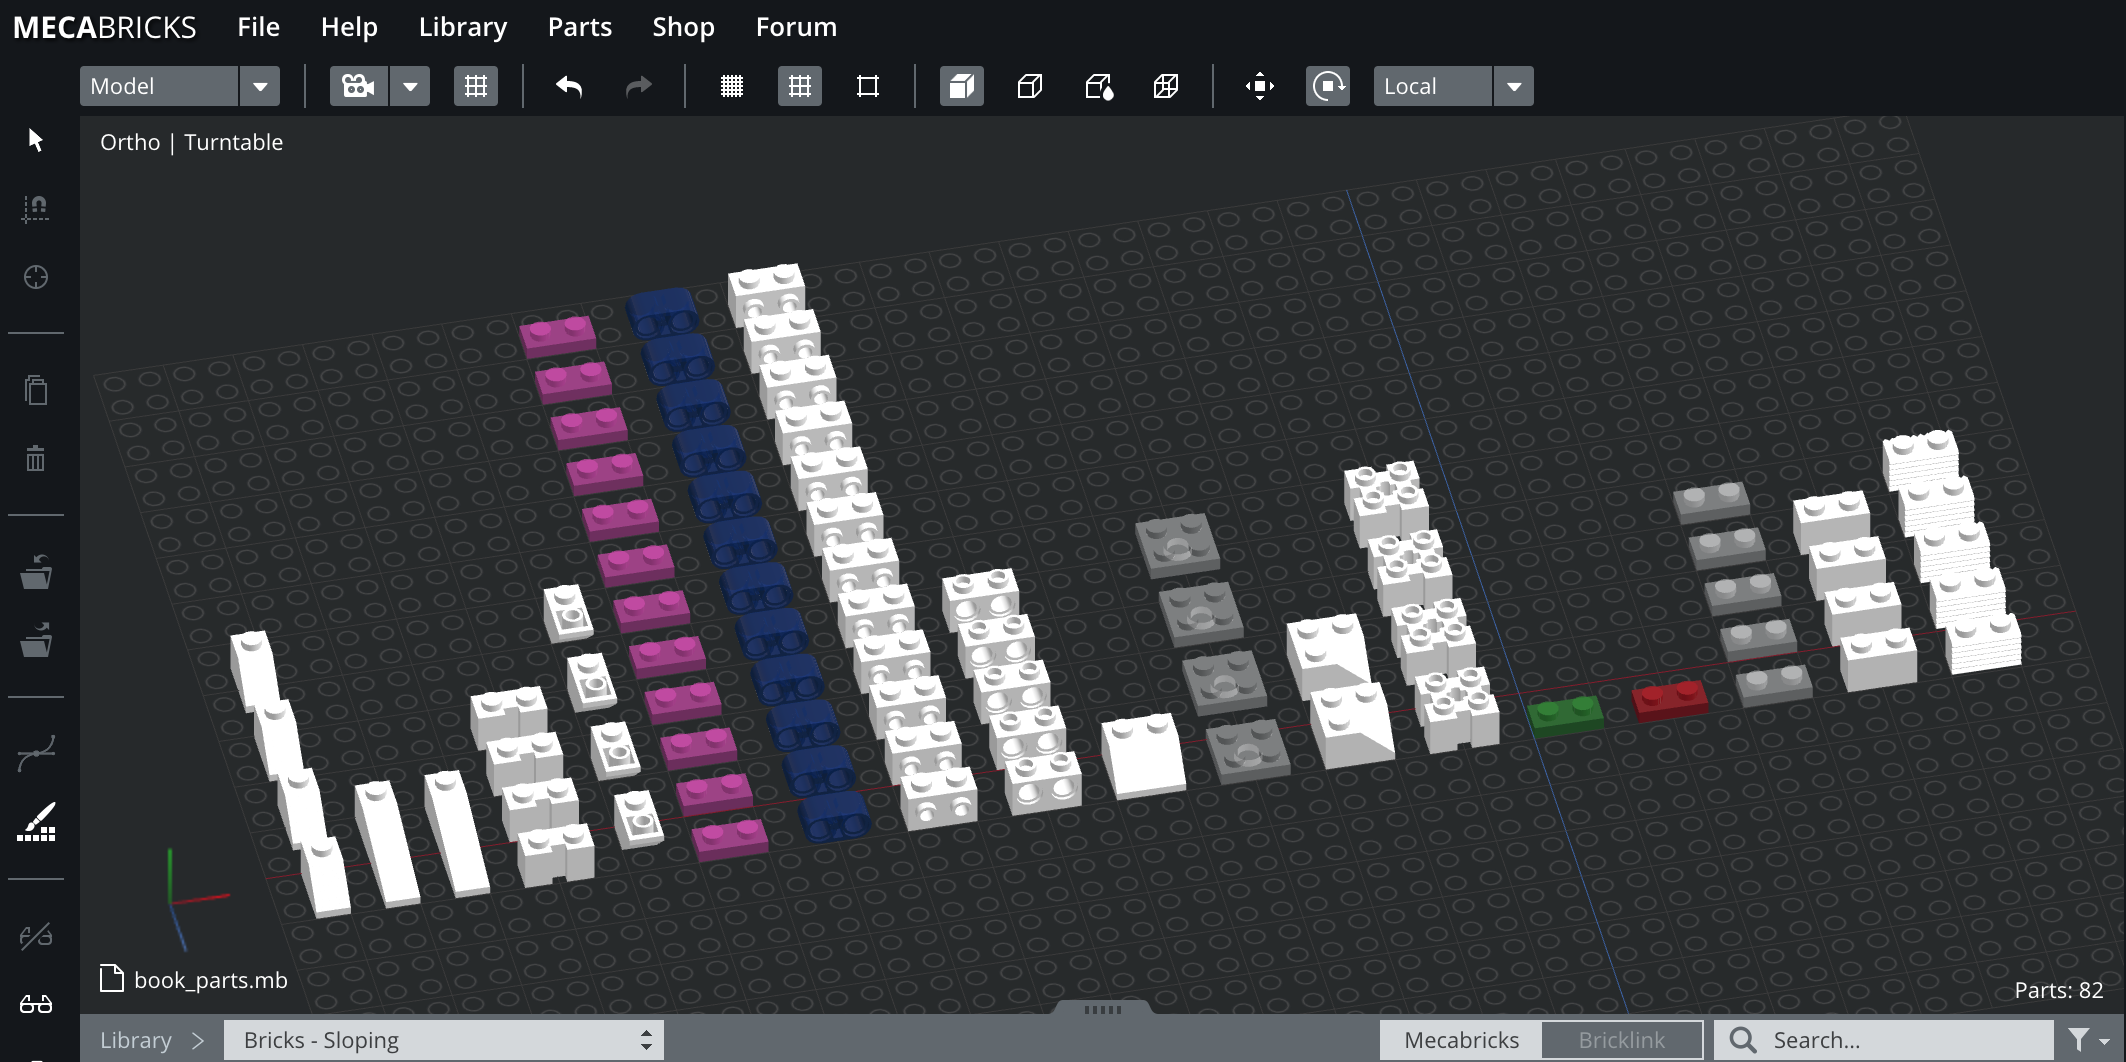 MECABRICKS File Help Library Parts Shop Forum
Model Local
Ortho | Turntable
book_parts.mb
Parts: 82
Library > Bricks - Sloping Mecabricks Bricklink Search...